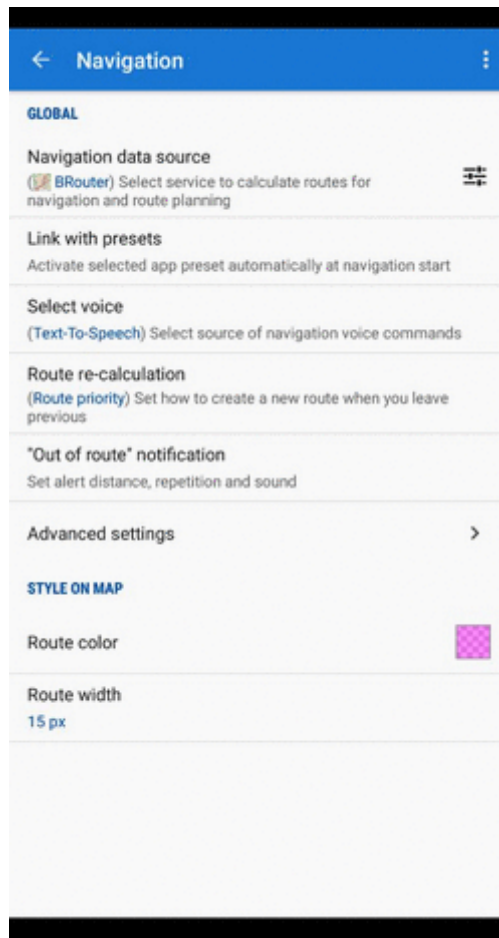 Navigation
GLOBAL
Navigation data source
(BRouter) Select service to calculate routes for
navigation and route planning
Link with presets
Activate selected app preset automatically at navigation start
Select voice
(Text-To-Speech) Select source of navigation voice commands
Route re-calculation
(Route priority) Set how to create a new route when you leave
previous
"Out of route" notification
Set alert distance, repetition and sound
Advanced settings
STYLE ON MAP
Route color
Route width
15 px